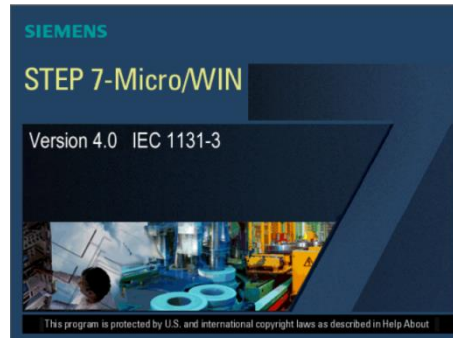 SIEMENS
STEP 7-Micro/WIN
Version 4.0 IEC 1131-3
This program is protected by U.S. and international copyright laws as described in Help About